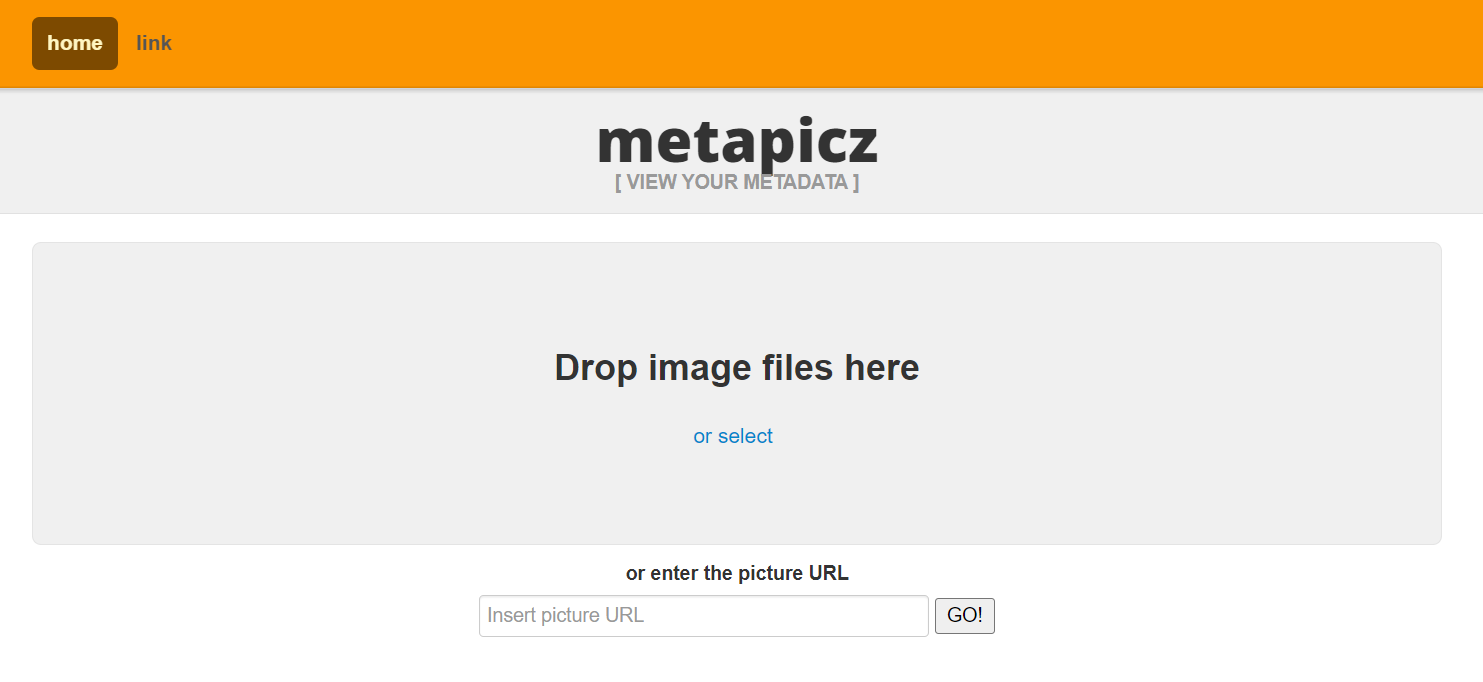 home link
metapicz
[ VIEW YOUR METADATA ]
Drop image files here
or select
or enter the picture URL
Insert picture URL GO!